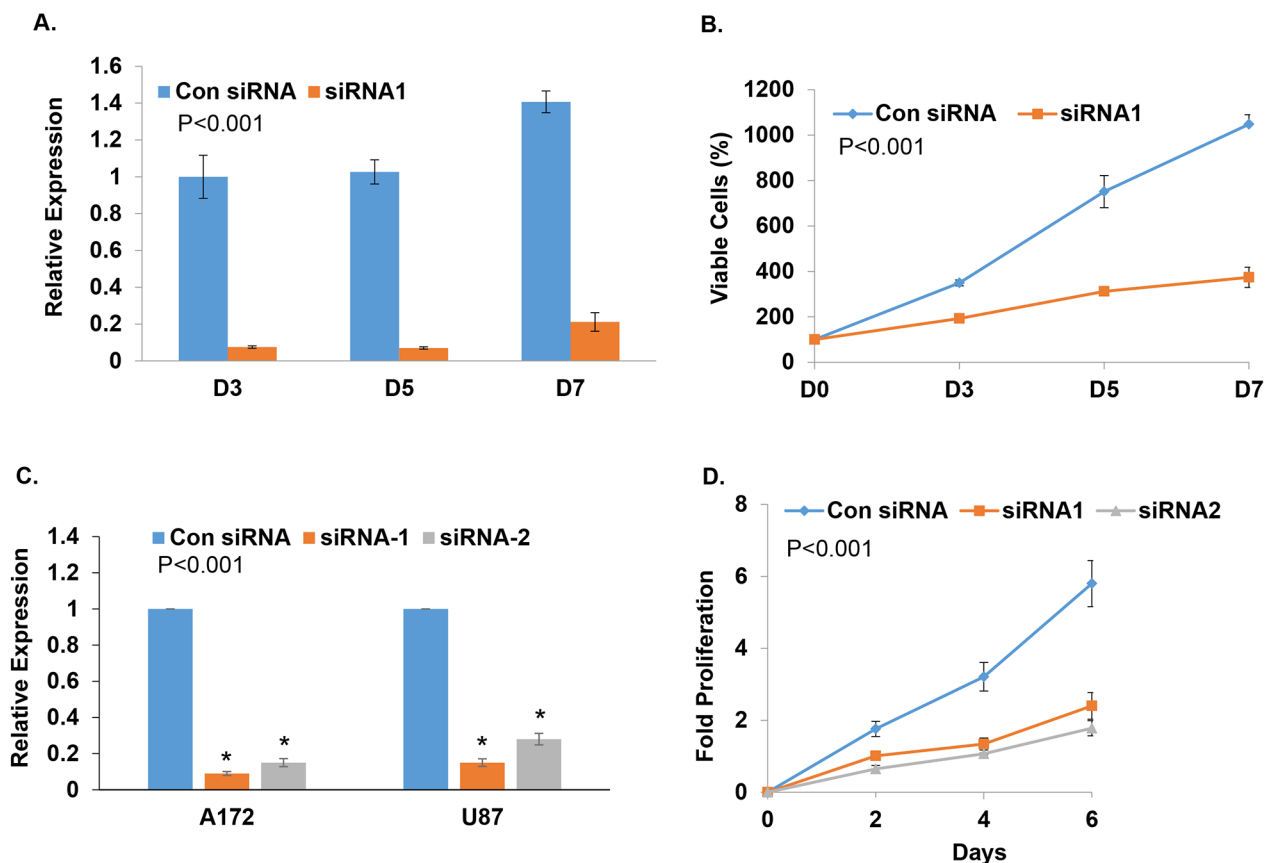 A.
Relative Expression
1.6
1.4
1.2
1
0.8
0.6
0.4
0.2
0
Con siRNA siRNA1
P<0.001
D3 D5 D7
B.
Viable Cells (%)
1200
1000
800
600
400
200
0
Con siRNA siRNA1
P<0.001
D0 D3 D5 D7
C.
Relative Expression
1.4
1.2
1
0.8
0.6
0.4
0.2
0
Con siRNA siRNA-1 siRNA-2
P<0.001
* * * *
A172 U87
D.
Fold Proliferation
8
6
4
2
0
Con siRNA siRNA1 siRNA2
P<0.001
0 2 4 6
Days